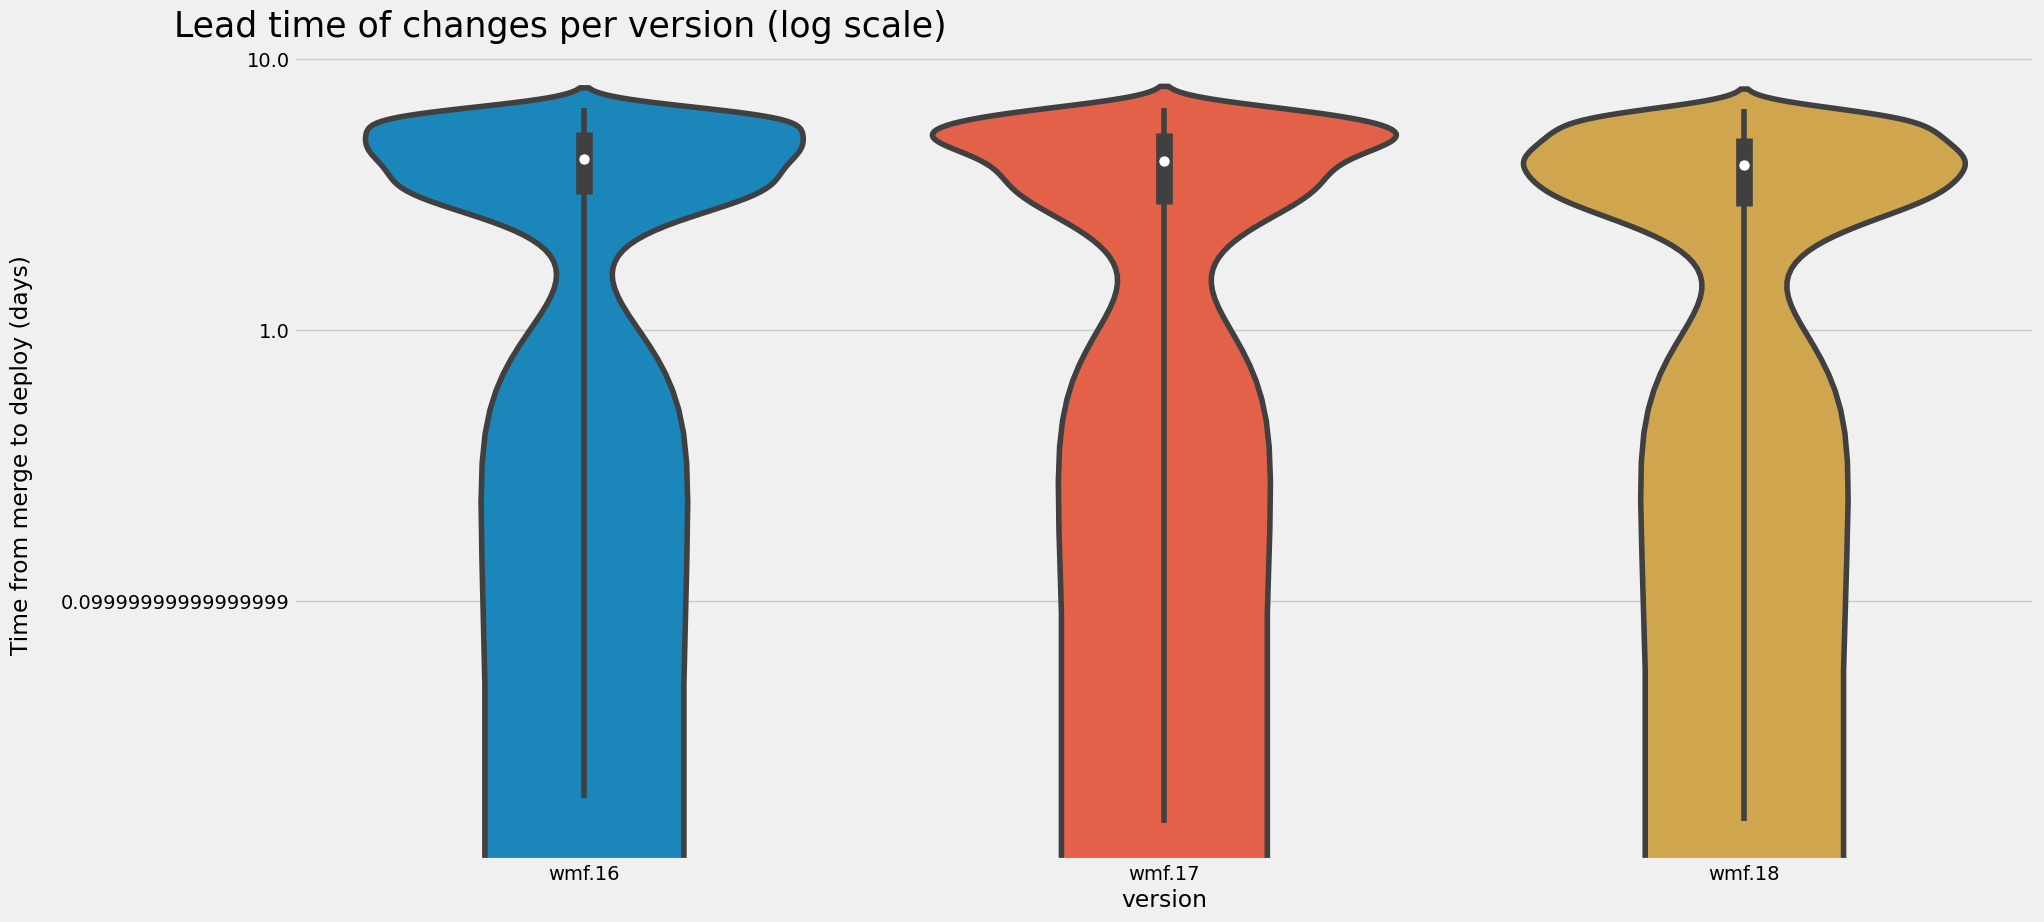 Lead time of changes per version (log scale)
Time from merge to deploy (days)
10.0
1.0
0.09999999999999999
wmf.16
wmf.17
wmf.18
version